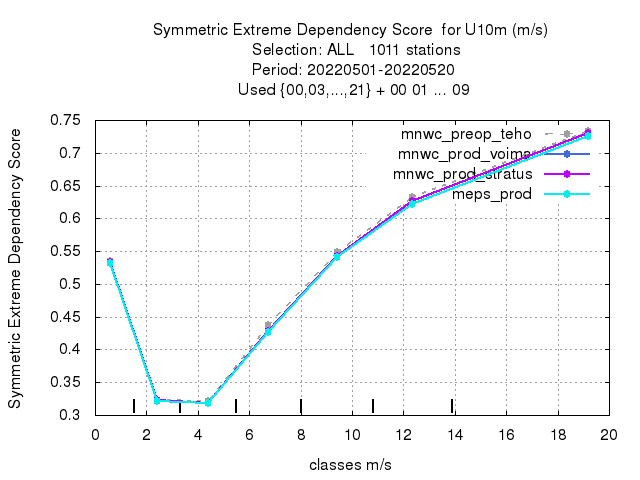 Symmetric Extreme Dependency Score  for U10m (m/s)
Selection: ALL   1011 stations
Period: 20220501-20220520
Used {00,03,...,21} + 00 01 ... 09
Symmetric Extreme Dependency Score
0.75
0.7
0.65
0.6
0.55
0.5
0.45
0.4
0.35
0.3
mnwc_preop_teho
mnwc_prod_voima
mnwc_prod_stratus
meps_prod
0 2 4 6 8 10 12 14 16 18 20
classes m/s